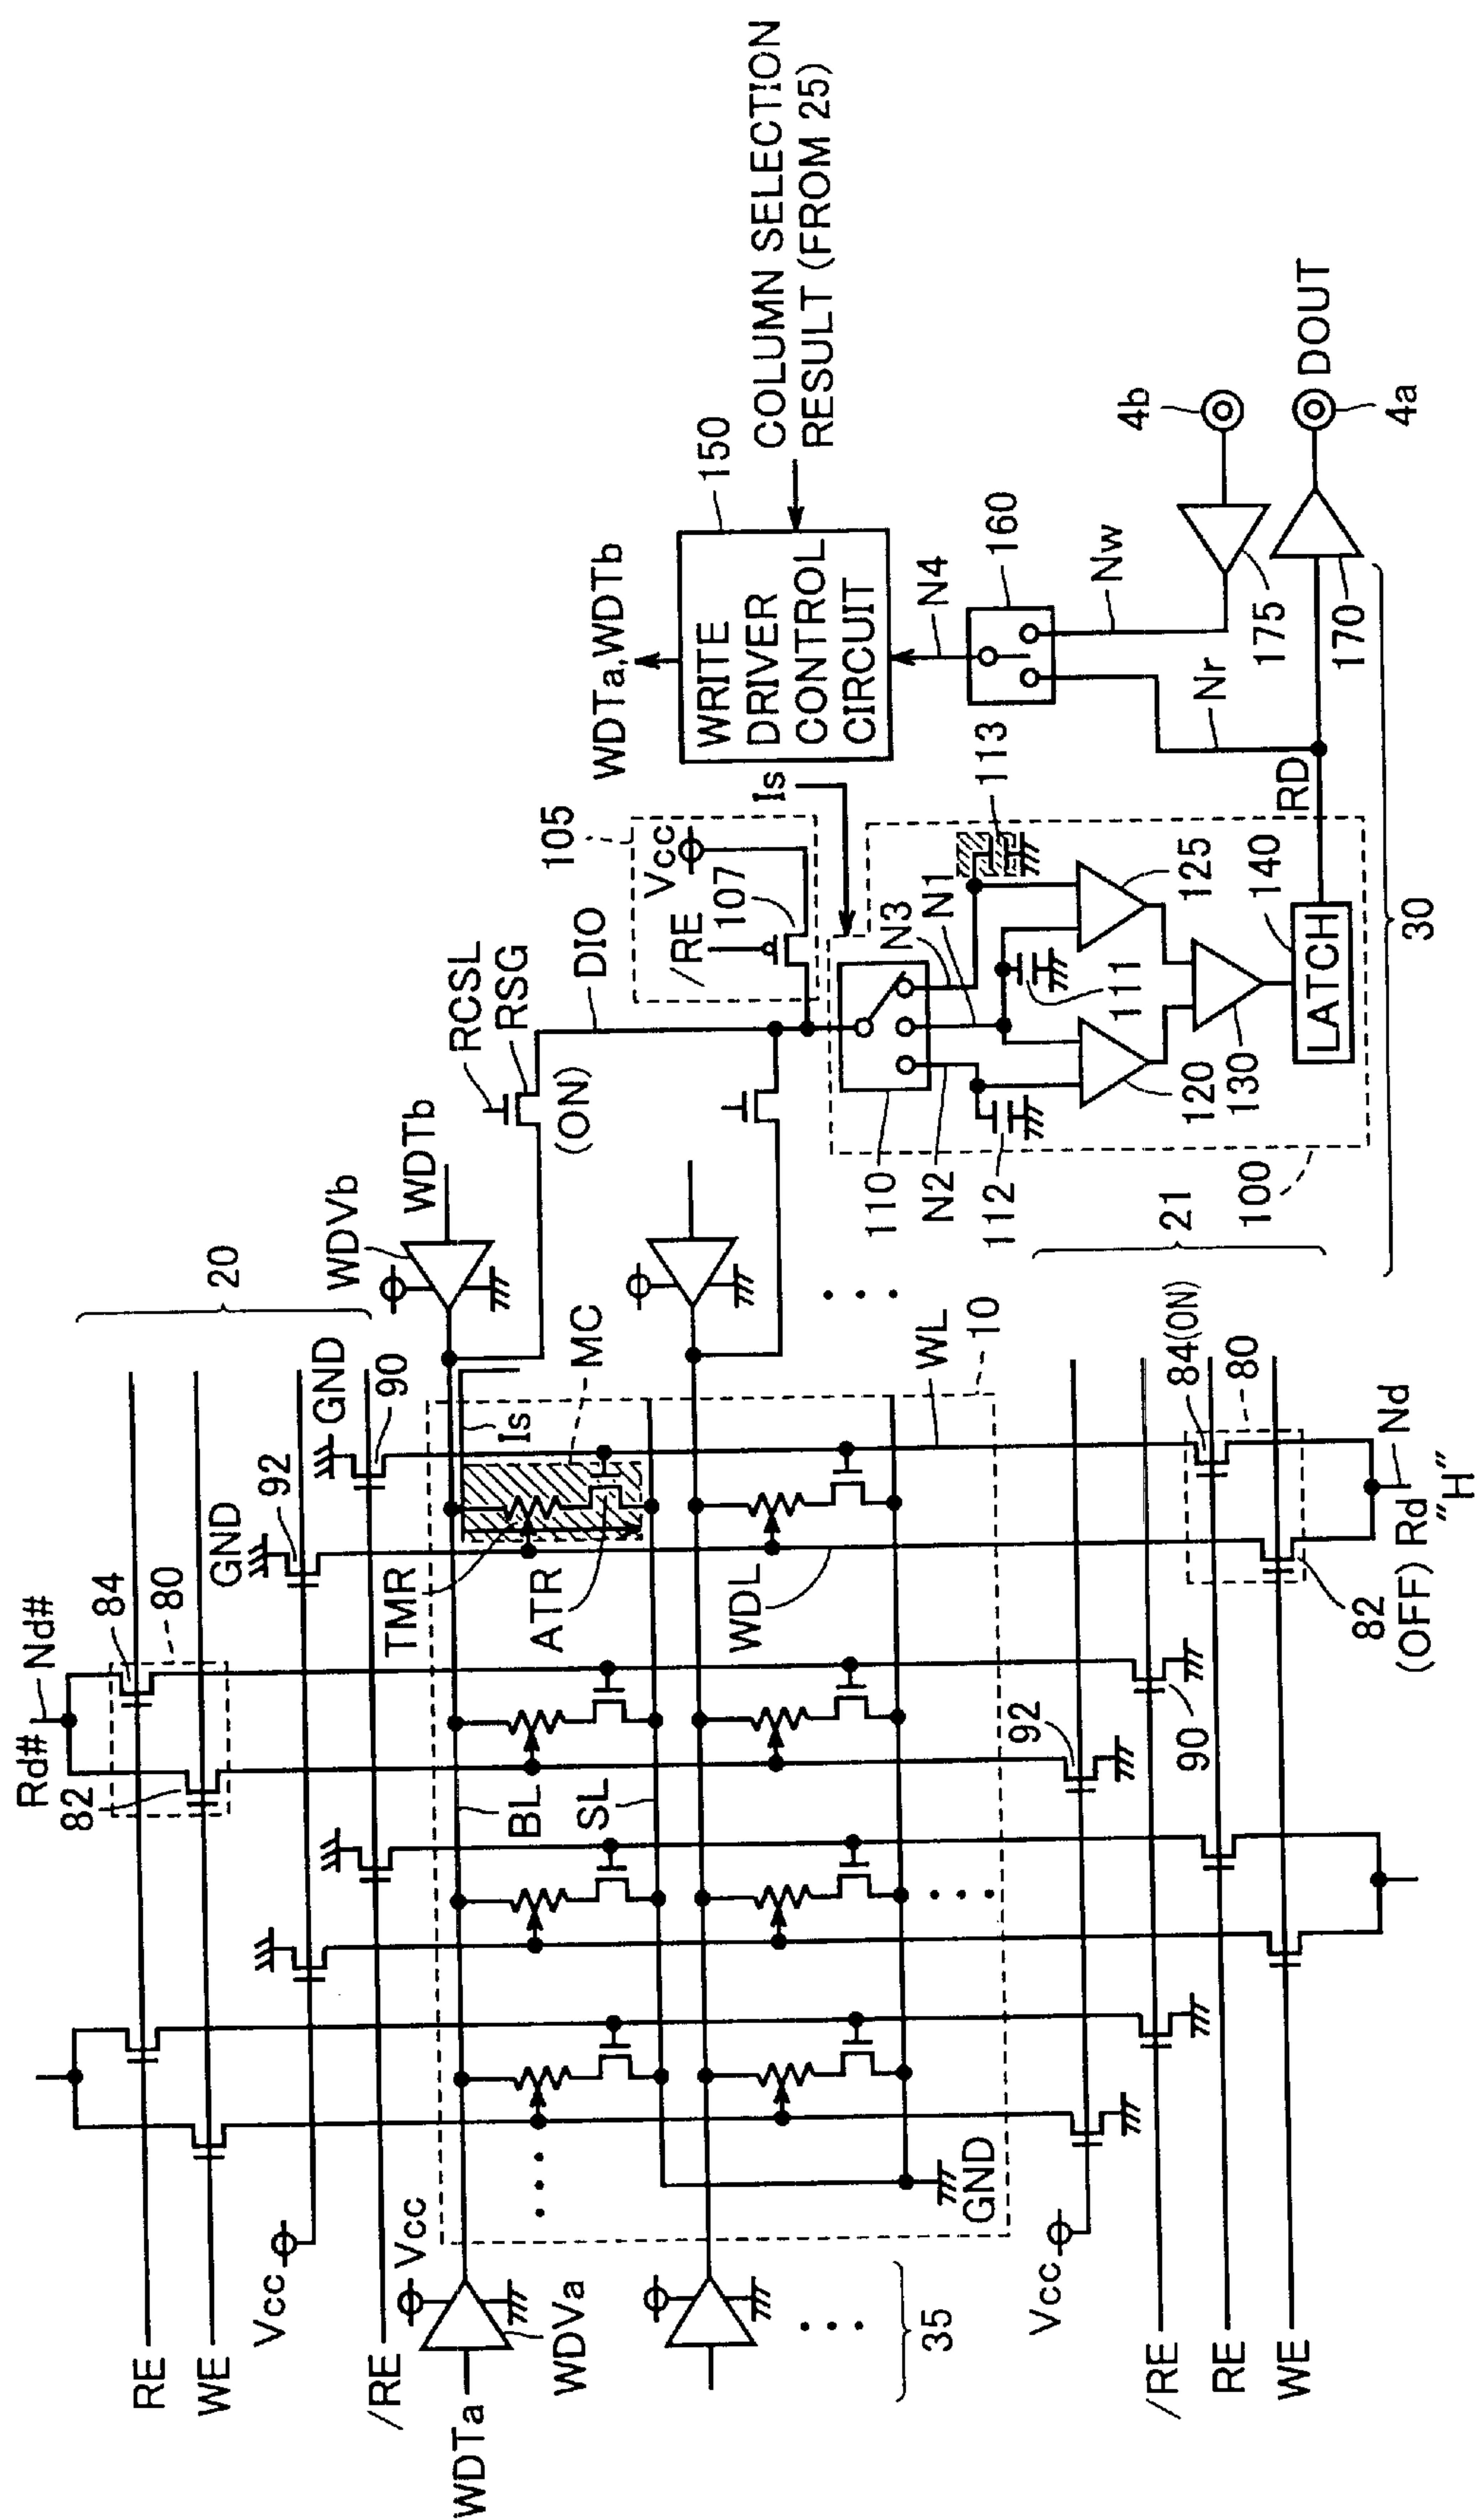 RE
WE
Vcc
/RE
WDTa
Vcc
WDVa
35
Vcc
/RE
RE
WE
Rd#
Nd#
82
84
80
GND
92
GND
90
20
TMR
ATR
BL
SL
WDL
Is
MC
WL
10
GND
92
90
84(ON)
80
82
(OFF)
Rd
Nd
"H"
WDVb
WDTb
RCSL
RSG
(ON)
DIO
105
Vcc
/RE
107
Is
110
N2
112
N3
N1
111
113
120
125
130
140
LATCH
21
100
30
RD
Nr
Nw
N4
160
WDTa,WDTb
WRITE
DRIVER
CONTROL
CIRCUIT
150
COLUMN SELECTION
RESULT (FROM 25)
175
170
4b
4a
DOUT